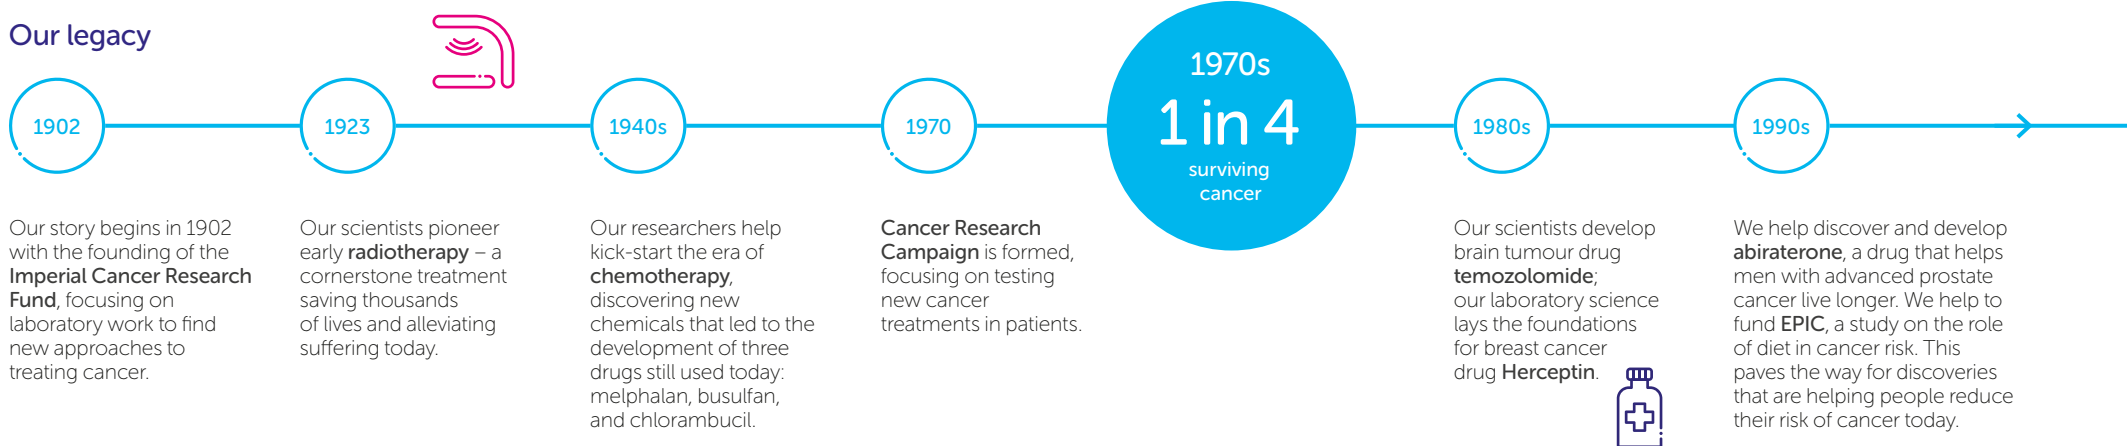 Our legacy
1902
Our story begins in 1902
with the founding of the
Imperial Cancer Research
Fund, focusing on
laboratory work to find
new approaches to
treating cancer.
1923
Our scientists pioneer
early radiotherapy – a
cornerstone treatment
saving thousands
of lives and alleviating
suffering today.
1940s
Our researchers help
kick-start the era of
chemotherapy,
discovering new
chemicals that led to the
development of three
drugs still used today:
melphalan, busulfan,
and chlorambucil.
1970
Cancer Research
Campaign is formed,
focusing on testing
new cancer
treatments in patients.
1970s
1 in 4
surviving
cancer
1980s
Our scientists develop
brain tumour drug
temozolomide;
our laboratory science
lays the foundations
for breast cancer
drug Herceptin.
1990s
We help discover and develop
abiraterone, a drug that helps
men with advanced prostate
cancer live longer. We help to
fund EPIC, a study on the role
of diet in cancer risk. This
paves the way for discoveries
that are helping people reduce
their risk of cancer today.